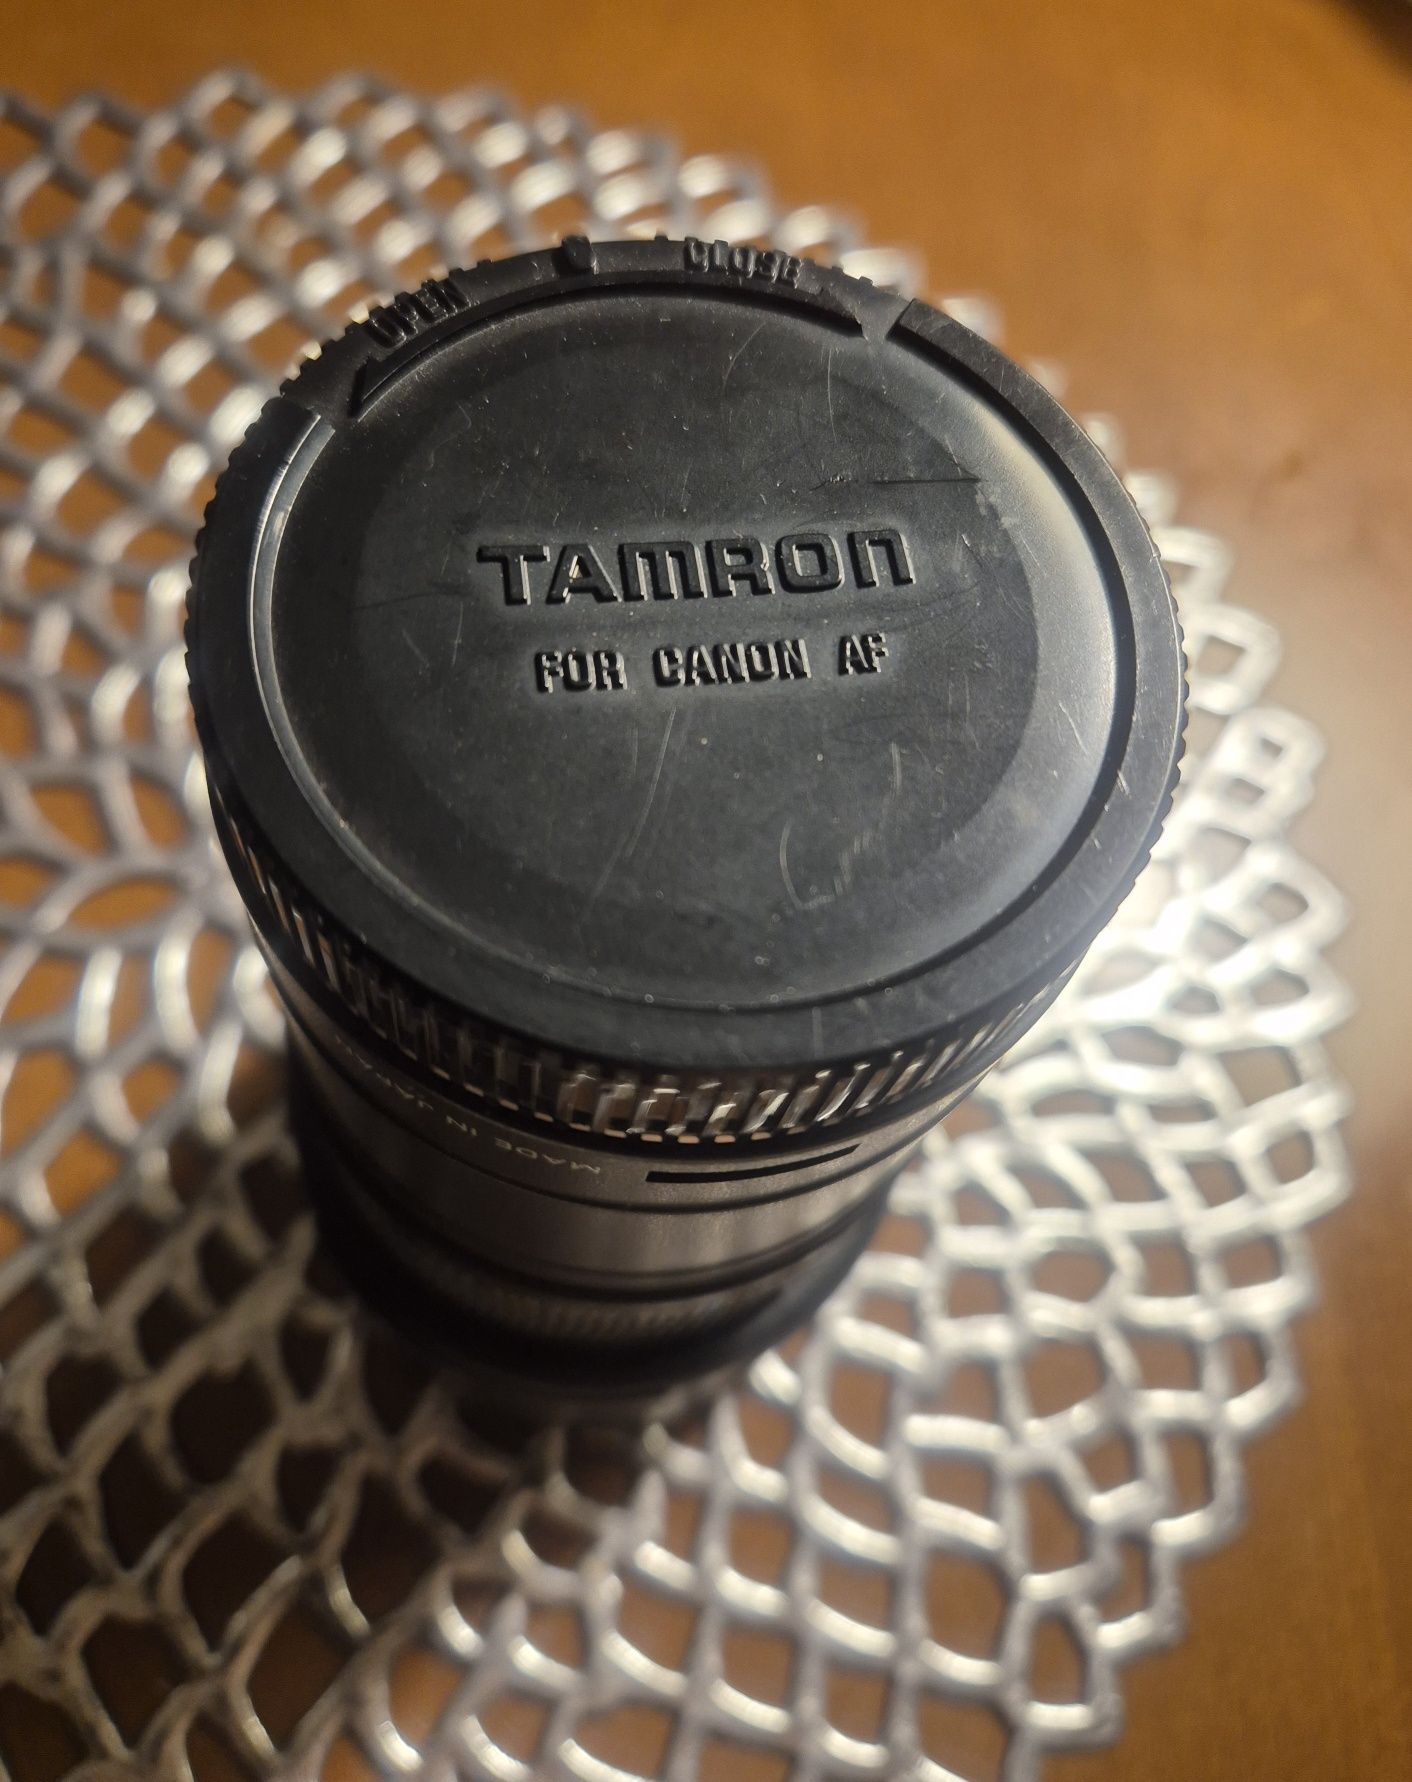 OPEN
CLOSE
TAMRON
FOR CANON AF
MADE IN JAPAN